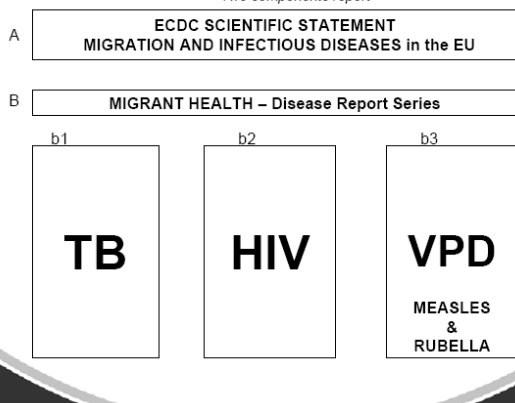 Two components report
A
ECDC SCIENTIFIC STATEMENT
MIGRATION AND INFECTIOUS DISEASES in the EU
B
MIGRANT HEALTH – Disease Report Series
b1
b2
b3
TB
HIV
VPD
MEASLES
&
RUBELLA